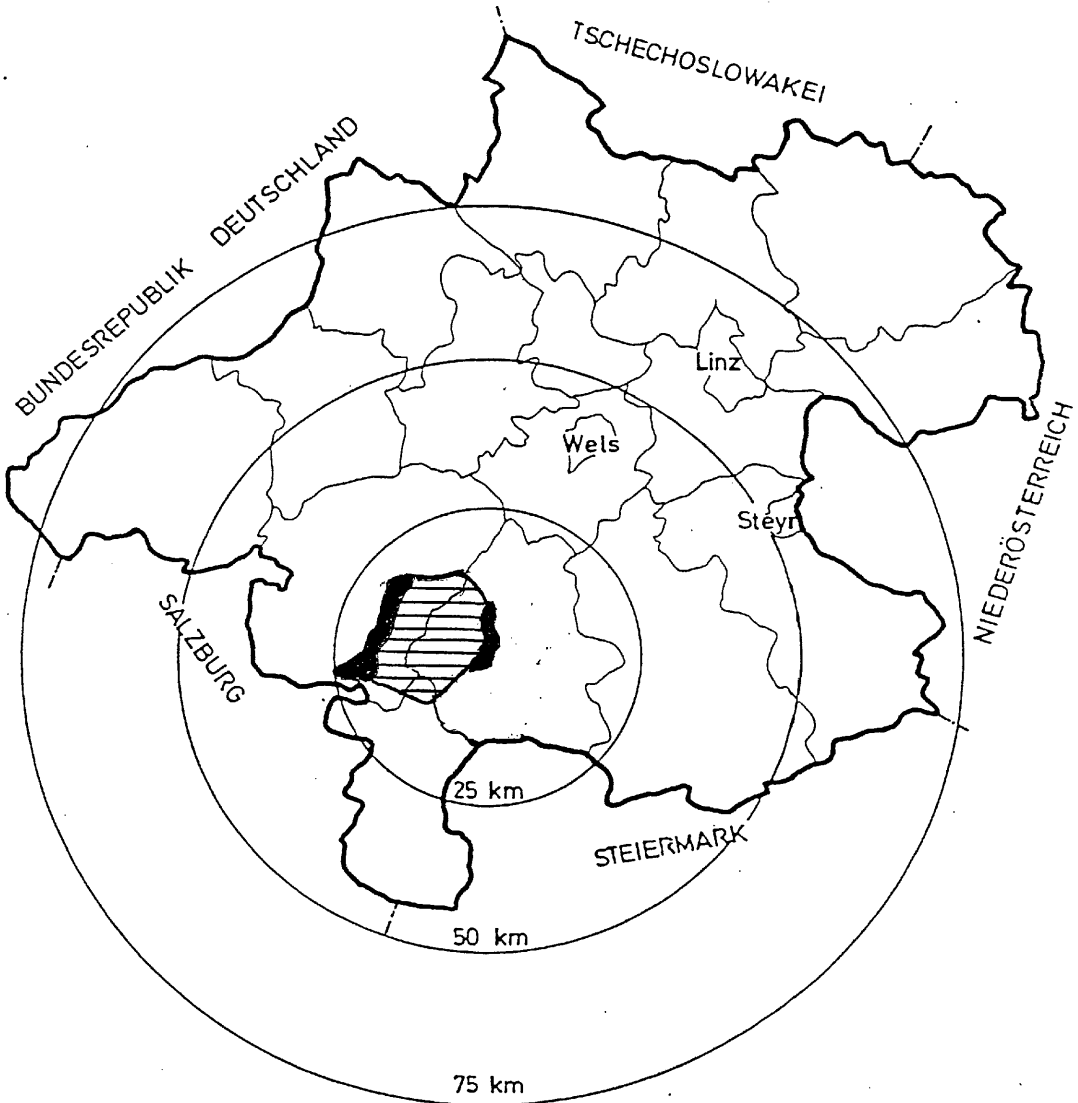 TSCHECHOSLOWAKEI
BUNDESREPUBLIK DEUTSCHLAND
Linz
Wels
Steyr
NIEDERÖSTERREICH
SALZBURG
25 km
STEIERMARK
50 km
75 km